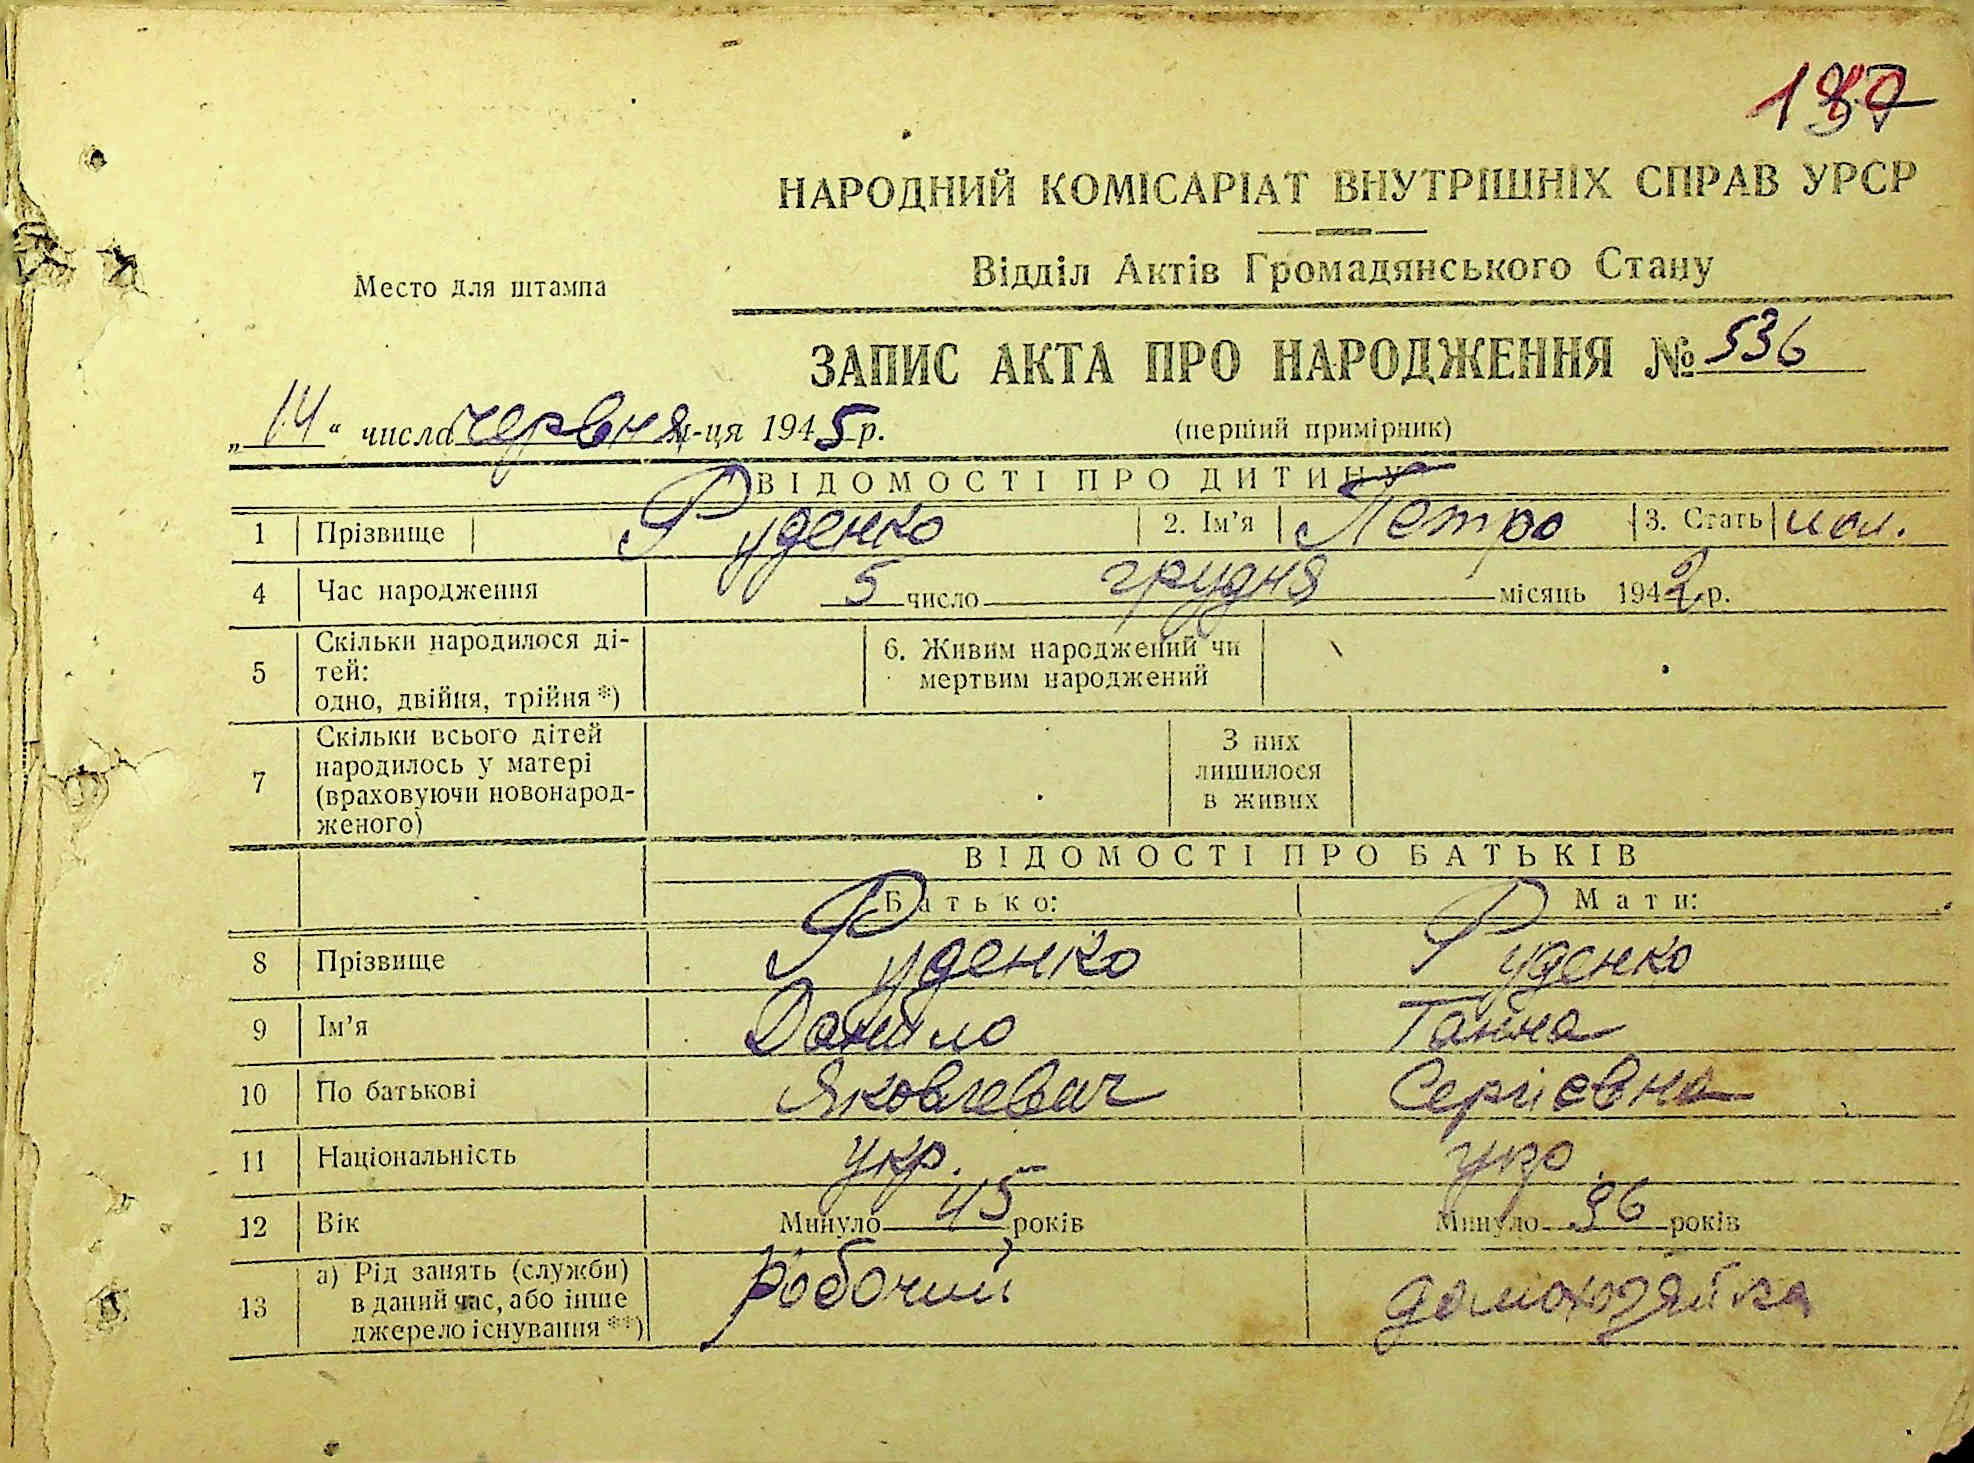 НАРОДНИЙ КОМІСАРІАТ ВНУТРІШНІХ СПРАВ УРСР
Відділ Актів Громадянського Стану
Место для штампа
ЗАПИС АКТА ПРО НАРОДЖЕННЯ № 536
„14“ числа червня м-ця 1945 р. (перший примірник)
ВІДОМОСТІ ПРО ДИТИНУ
1 Прізвище Руденко 2. Ім’я Петро 3. Стать чол.
4 Час народження 5 число грудня місяць 1942 р.
5 Скільки народилося ді-
тей:
одно, двійня, трійня *) 6. Живим народжений чи
мертвим народжений
7 Скільки всього дітей
народилось у матері
(враховуючи новонарод-
женого) З них
лишилося
в живих
ВІДОМОСТІ ПРО БАТЬКІВ
Батько: Мати:
8 Прізвище Руденко Руденко
9 Ім’я Данило Ганна
10 По батькові Яковлевич Сергіевна
11 Національність укр. укр.
12 Вік Минуло 45 років Минуло 36 років
13 а) Рід занять (служби)
в даний час, або інше
джерело існування **) робочий домохозяйка